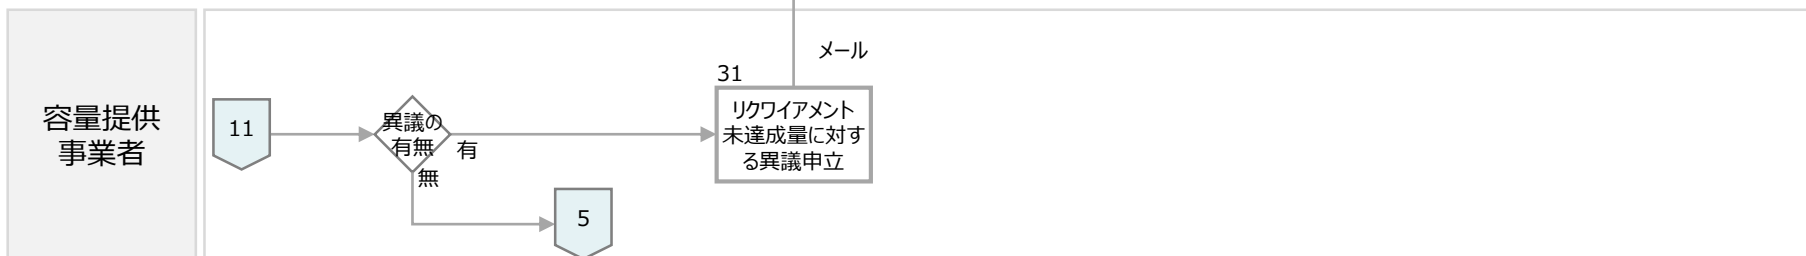 容量提供
事業者
11
異議の
有無
有
無
5
メール
31
リクワイアメント
未達成量に対す
る異議申立